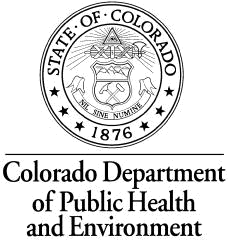 STATE·OF·COLORADO
NIL SINE NUMINE
1876
Colorado Department
of Public Health
and Environment